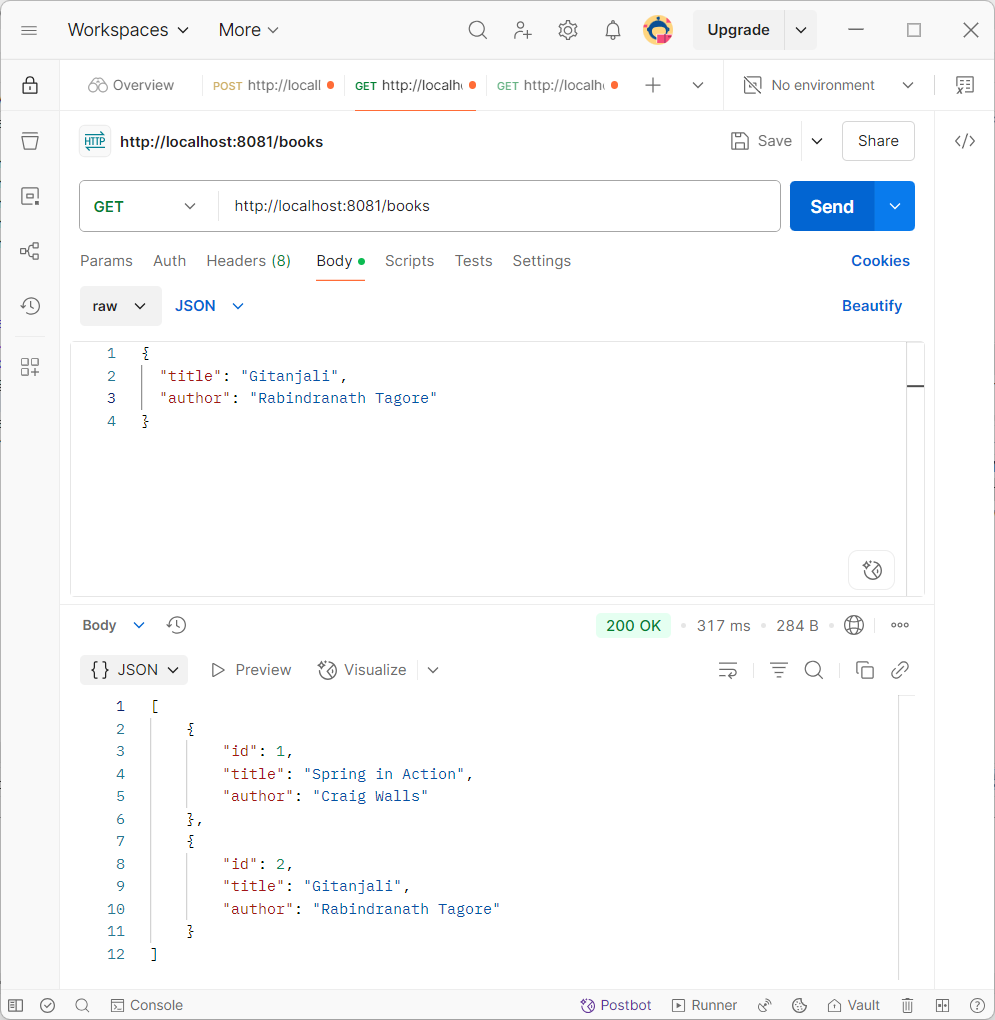 Workspaces More Upgrade
Overview POST http://locall GET http://localh GET http://localh No environment
HTTP http://localhost:8081/books Save Share
GET http://localhost:8081/books Send
Params Auth Headers (8) Body Scripts Tests Settings Cookies
raw JSON Beautify
1 {
2 "title": "Gitanjali",
3 "author": "Rabindranath Tagore"
4 }
Body 200 OK 317 ms 284 B
{} JSON Preview Visualize
1 [
2 {
3 "id": 1,
4 "title": "Spring in Action",
5 "author": "Craig Walls"
6 },
7 {
8 "id": 2,
9 "title": "Gitanjali",
10 "author": "Rabindranath Tagore"
11 }
12 ]
Console Postbot Runner Vault